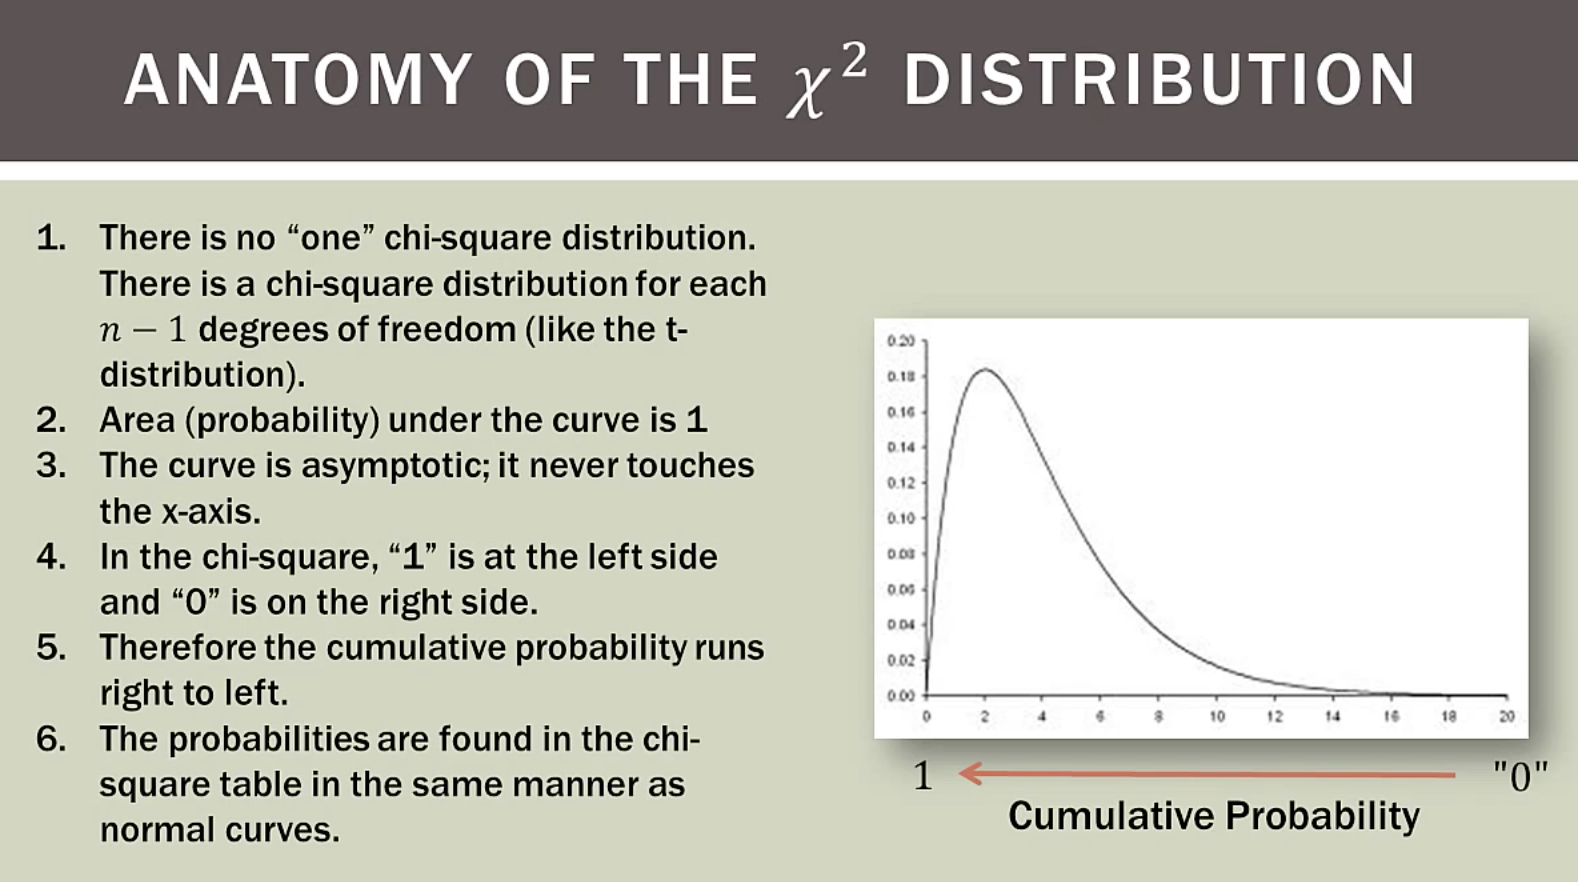 ANATOMY OF THE χ² DISTRIBUTION
1. There is no “one” chi-square distribution.
There is a chi-square distribution for each
n − 1 degrees of freedom (like the t-
distribution).
2. Area (probability) under the curve is 1
3. The curve is asymptotic; it never touches
the x-axis.
4. In the chi-square, “1” is at the left side
and “0” is on the right side.
5. Therefore the cumulative probability runs
right to left.
6. The probabilities are found in the chi-
square table in the same manner as
normal curves.
0.20
0.18
0.16
0.14
0.12
0.10
0.08
0.06
0.04
0.02
0.00
0 2 4 6 8 10 12 14 16 18 20
1 "0"
Cumulative Probability